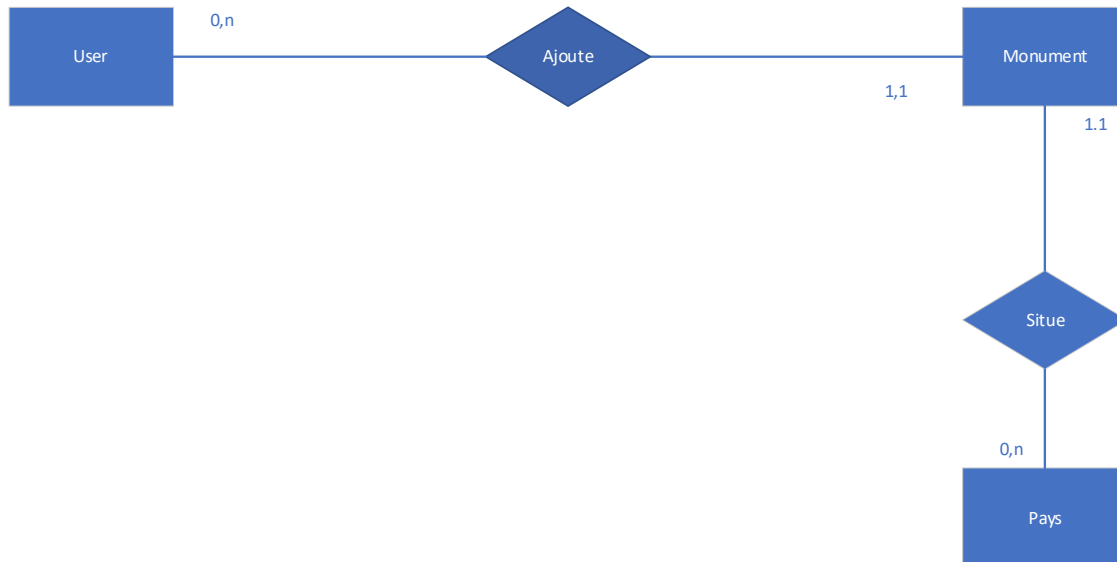 0,n
User
Ajoute
Monument
1,1
1.1
Situe
0,n
Pays